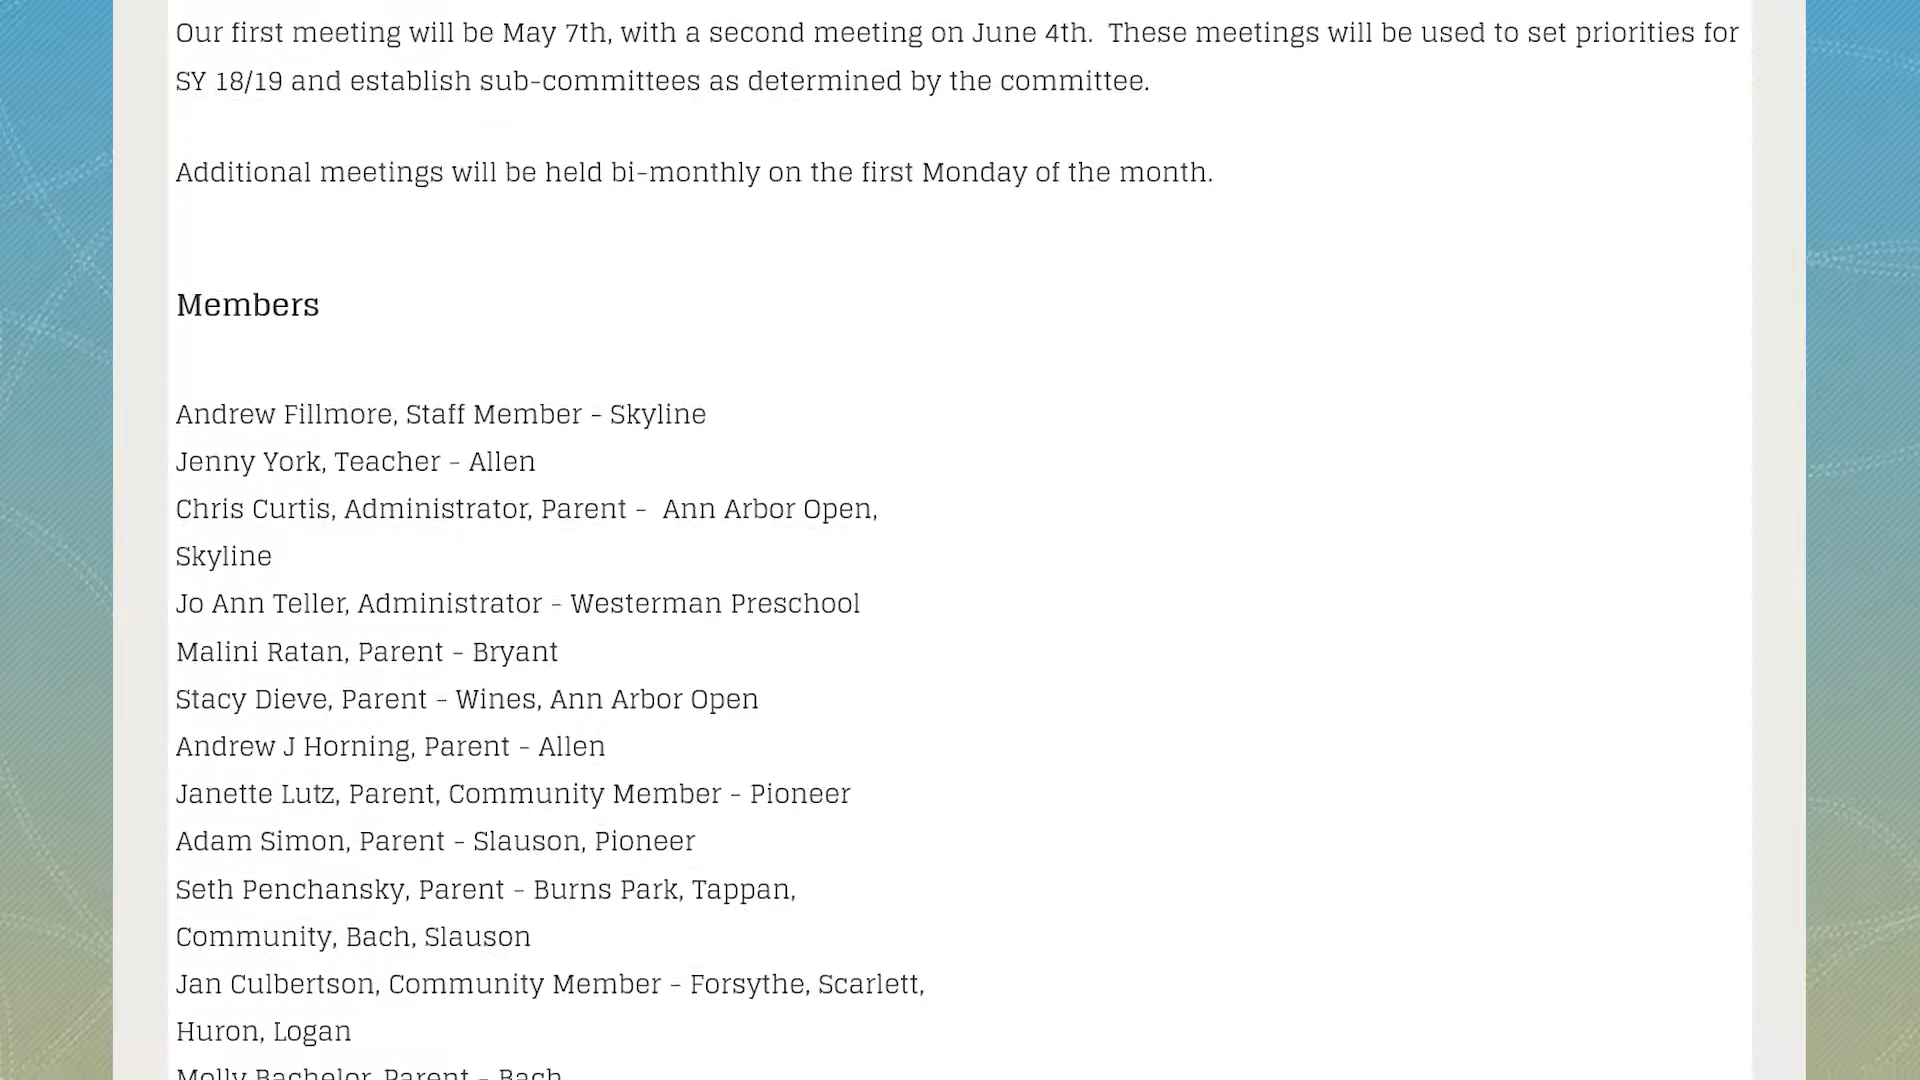 Our first meeting will be May 7th, with a second meeting on June 4th.  These meetings will be used to set priorities for
SY 18/19 and establish sub-committees as determined by the committee.
Additional meetings will be held bi-monthly on the first Monday of the month.
Members
Andrew Fillmore, Staff Member - Skyline
Jenny York, Teacher - Allen
Chris Curtis, Administrator, Parent -  Ann Arbor Open,
Skyline
Jo Ann Teller, Administrator - Westerman Preschool
Malini Ratan, Parent - Bryant
Stacy Dieve, Parent - Wines, Ann Arbor Open
Andrew J Horning, Parent - Allen
Janette Lutz, Parent, Community Member - Pioneer
Adam Simon, Parent - Slauson, Pioneer
Seth Penchansky, Parent - Burns Park, Tappan,
Community, Bach, Slauson
Jan Culbertson, Community Member - Forsythe, Scarlett,
Huron, Logan
Molly Bachelor, Parent - Bach